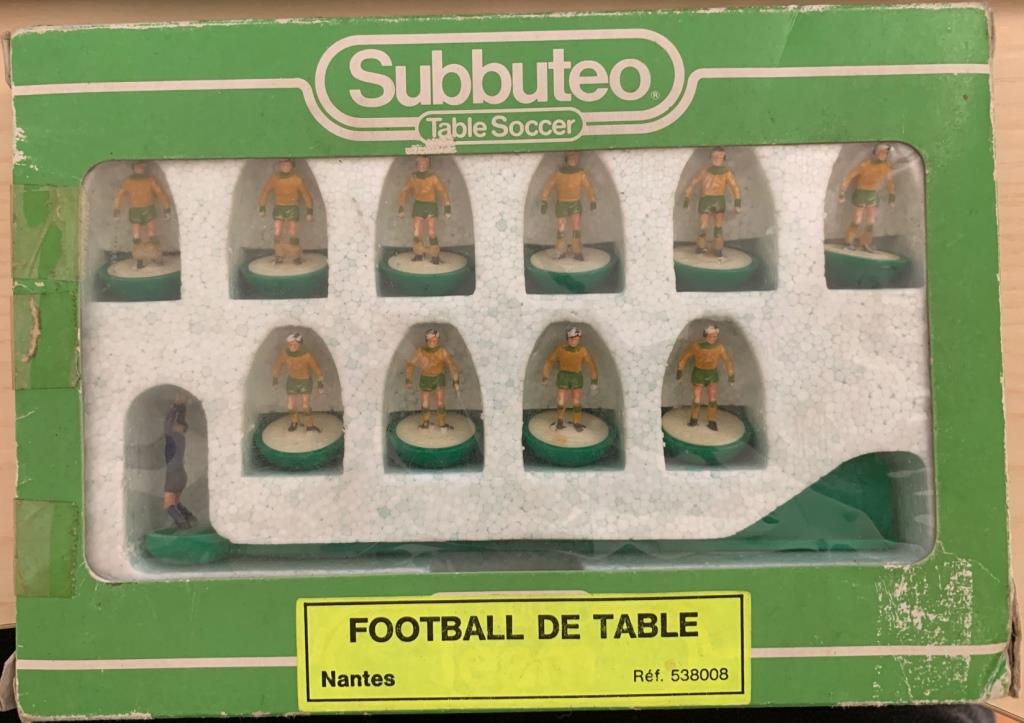 Subbuteo®
Table Soccer
FOOTBALL DE TABLE
Nantes Réf. 538008